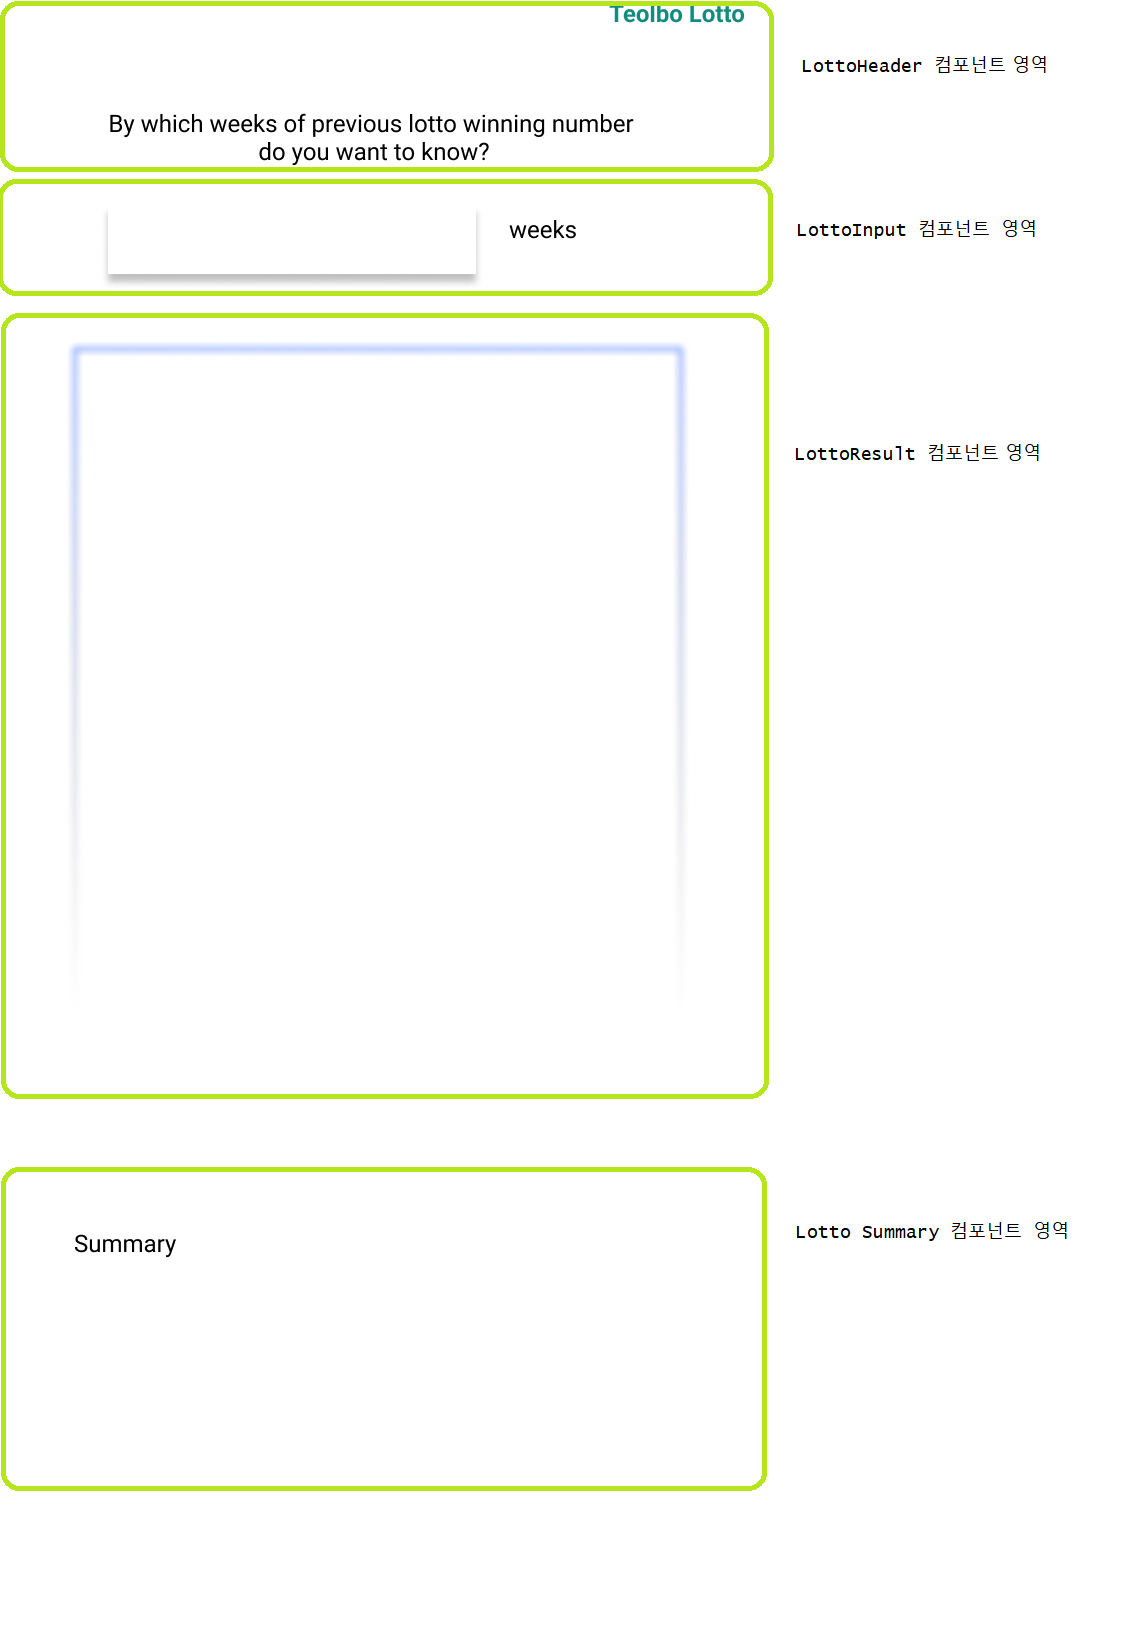 Teolbo Lotto
LottoHeader 컴포넌트 영역
By which weeks of previous lotto winning number
do you want to know?
weeks
LottoInput 컴포넌트 영역
LottoResult 컴포넌트 영역
Summary
Lotto Summary 컴포넌트 영역